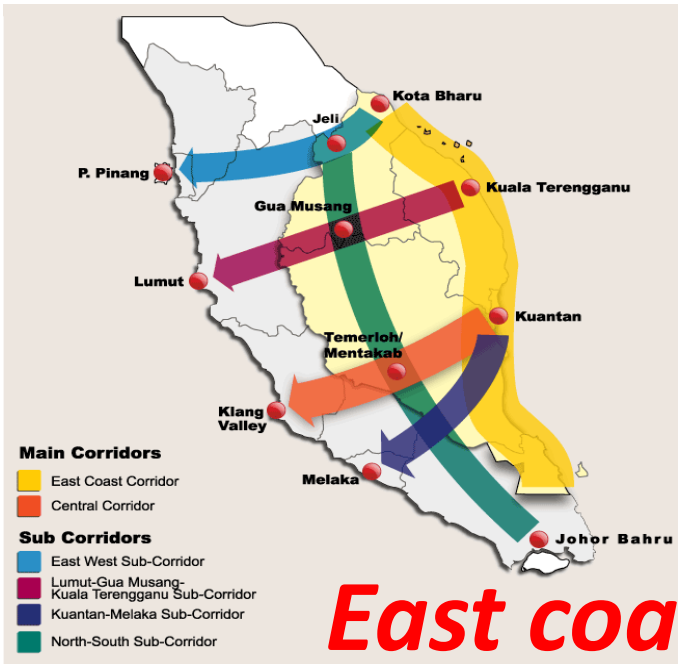 Kota Bharu
Jeli
P. Pinang
Kuala Terengganu
Gua Musang
Lumut
Kuantan
Temerloh/
Mentakab
Klang
Valley
Melaka
Johor Bahru
Main Corridors
East Coast Corridor
Central Corridor
Sub Corridors
East West Sub-Corridor
Lumut-Gua Musang-
Kuala Terengganu Sub-Corridor
Kuantan-Melaka Sub-Corridor
North-South Sub-Corridor
East coa